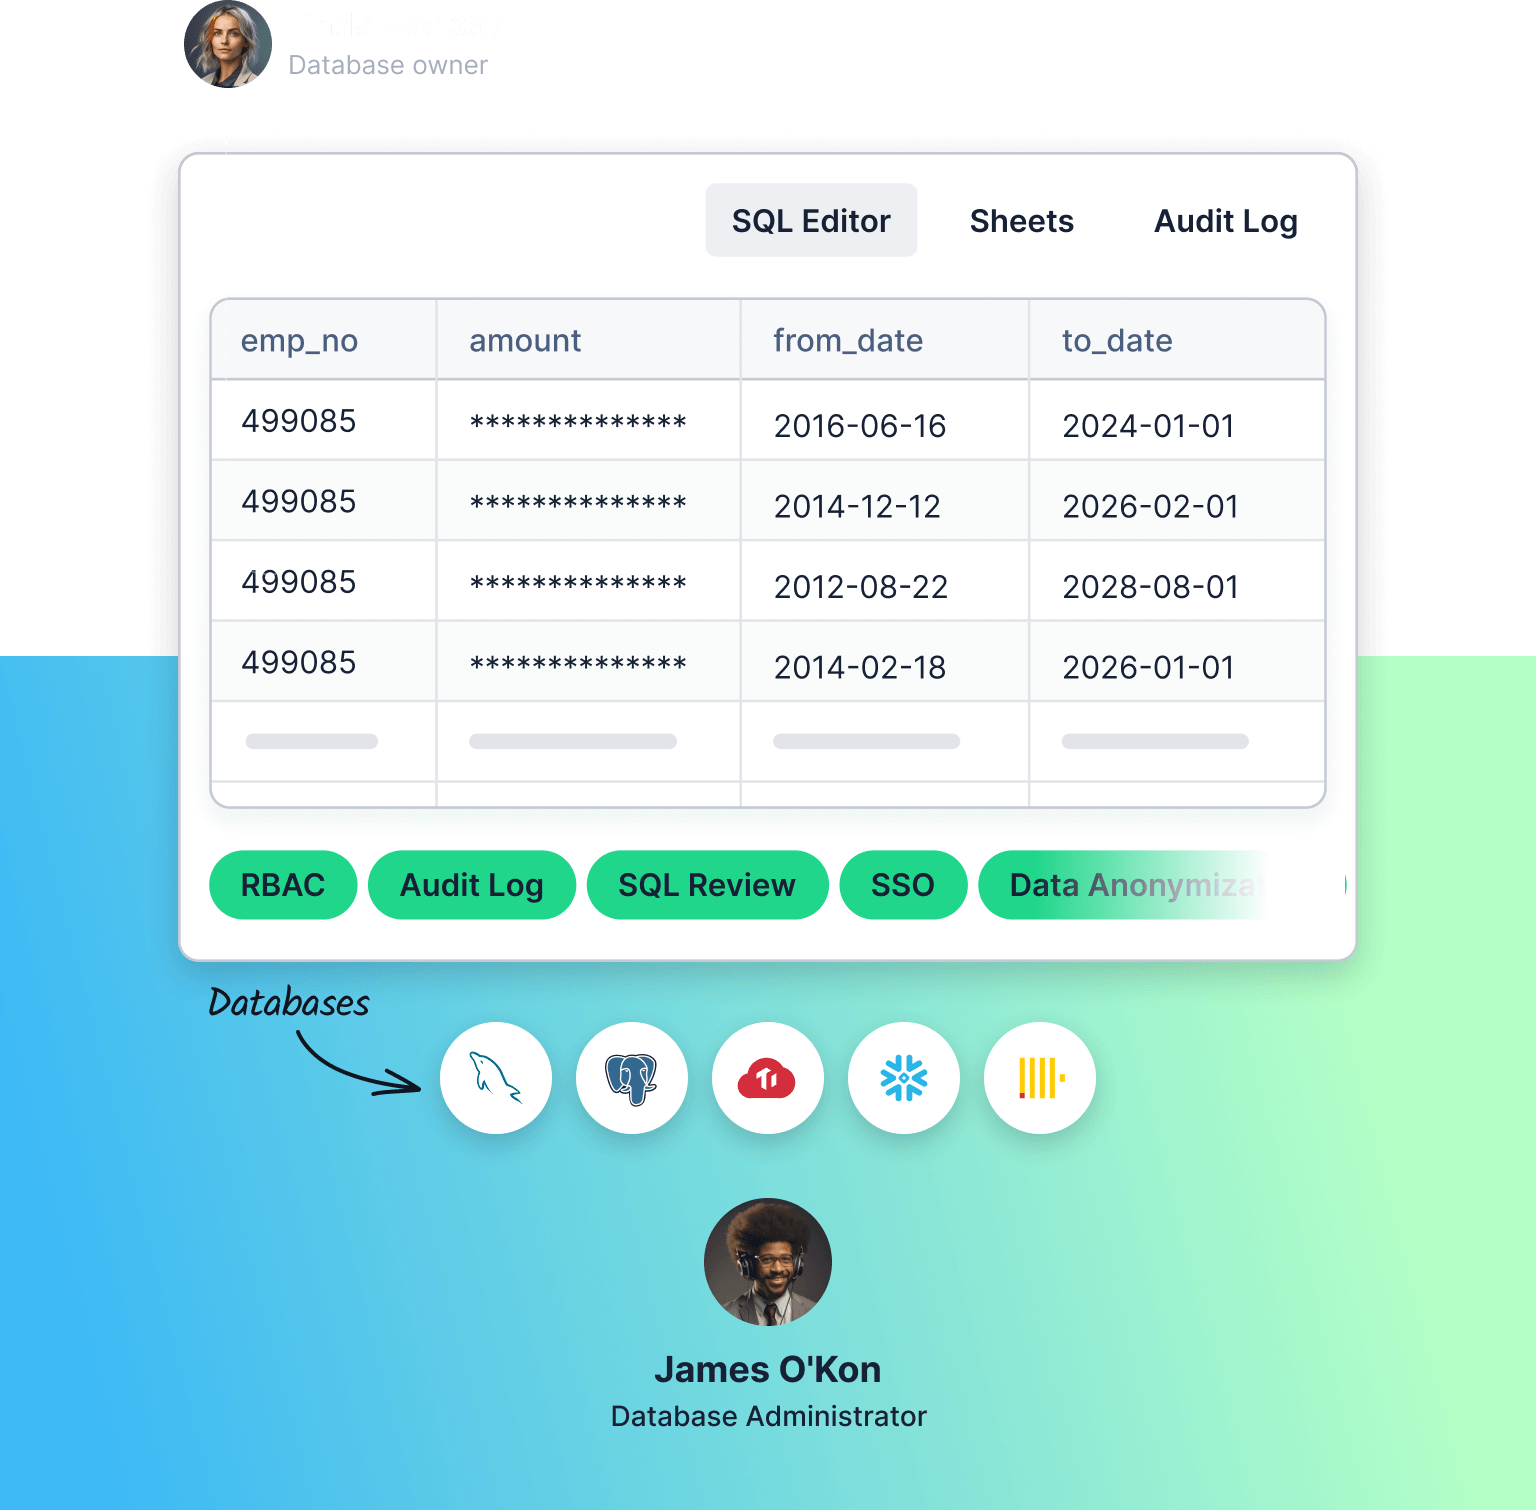 Database owner
SQL Editor Sheets Audit Log
emp_no amount from_date to_date
499085 ************** 2016-06-16 2024-01-01
499085 ************** 2014-12-12 2026-02-01
499085 ************** 2012-08-22 2028-08-01
499085 ************** 2014-02-18 2026-01-01
RBAC Audit Log SQL Review SSO Data Anonymiza
Databases
James O'Kon
Database Administrator